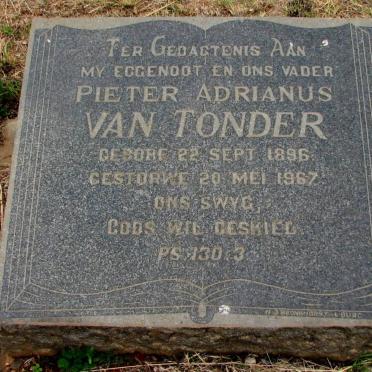 TER GEDAGTENIS AAN
MY EGGENOOT EN ONS VADER
PIETER ADRIANUS
VAN TONDER
GEBORE 22 SEPT 1896
GESTORWE 20 MEI 1967
ONS SWYG,
GODS WIL GESKIED.
PS. 130:3